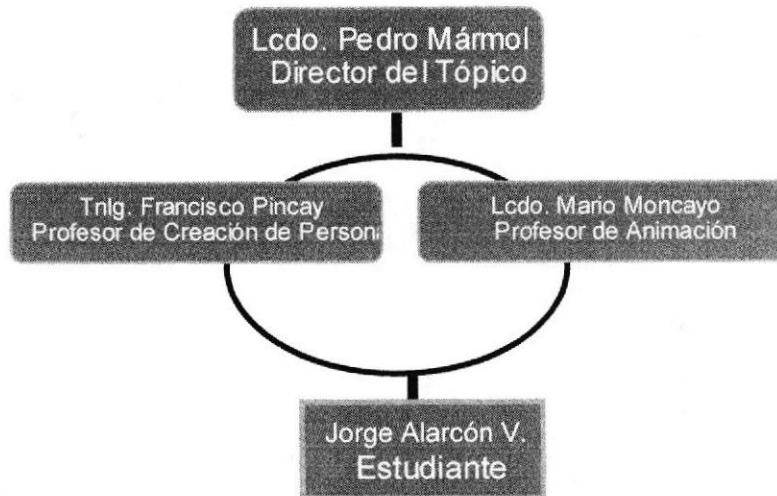 Lcdo. Pedro Mármol
Director del Tópico
Tnlg. Francisco Pincay
Profesor de Creación de Persona
Lcdo. Mario Moncayo
Profesor de Animación
Jorge Alarcón V.
Estudiante